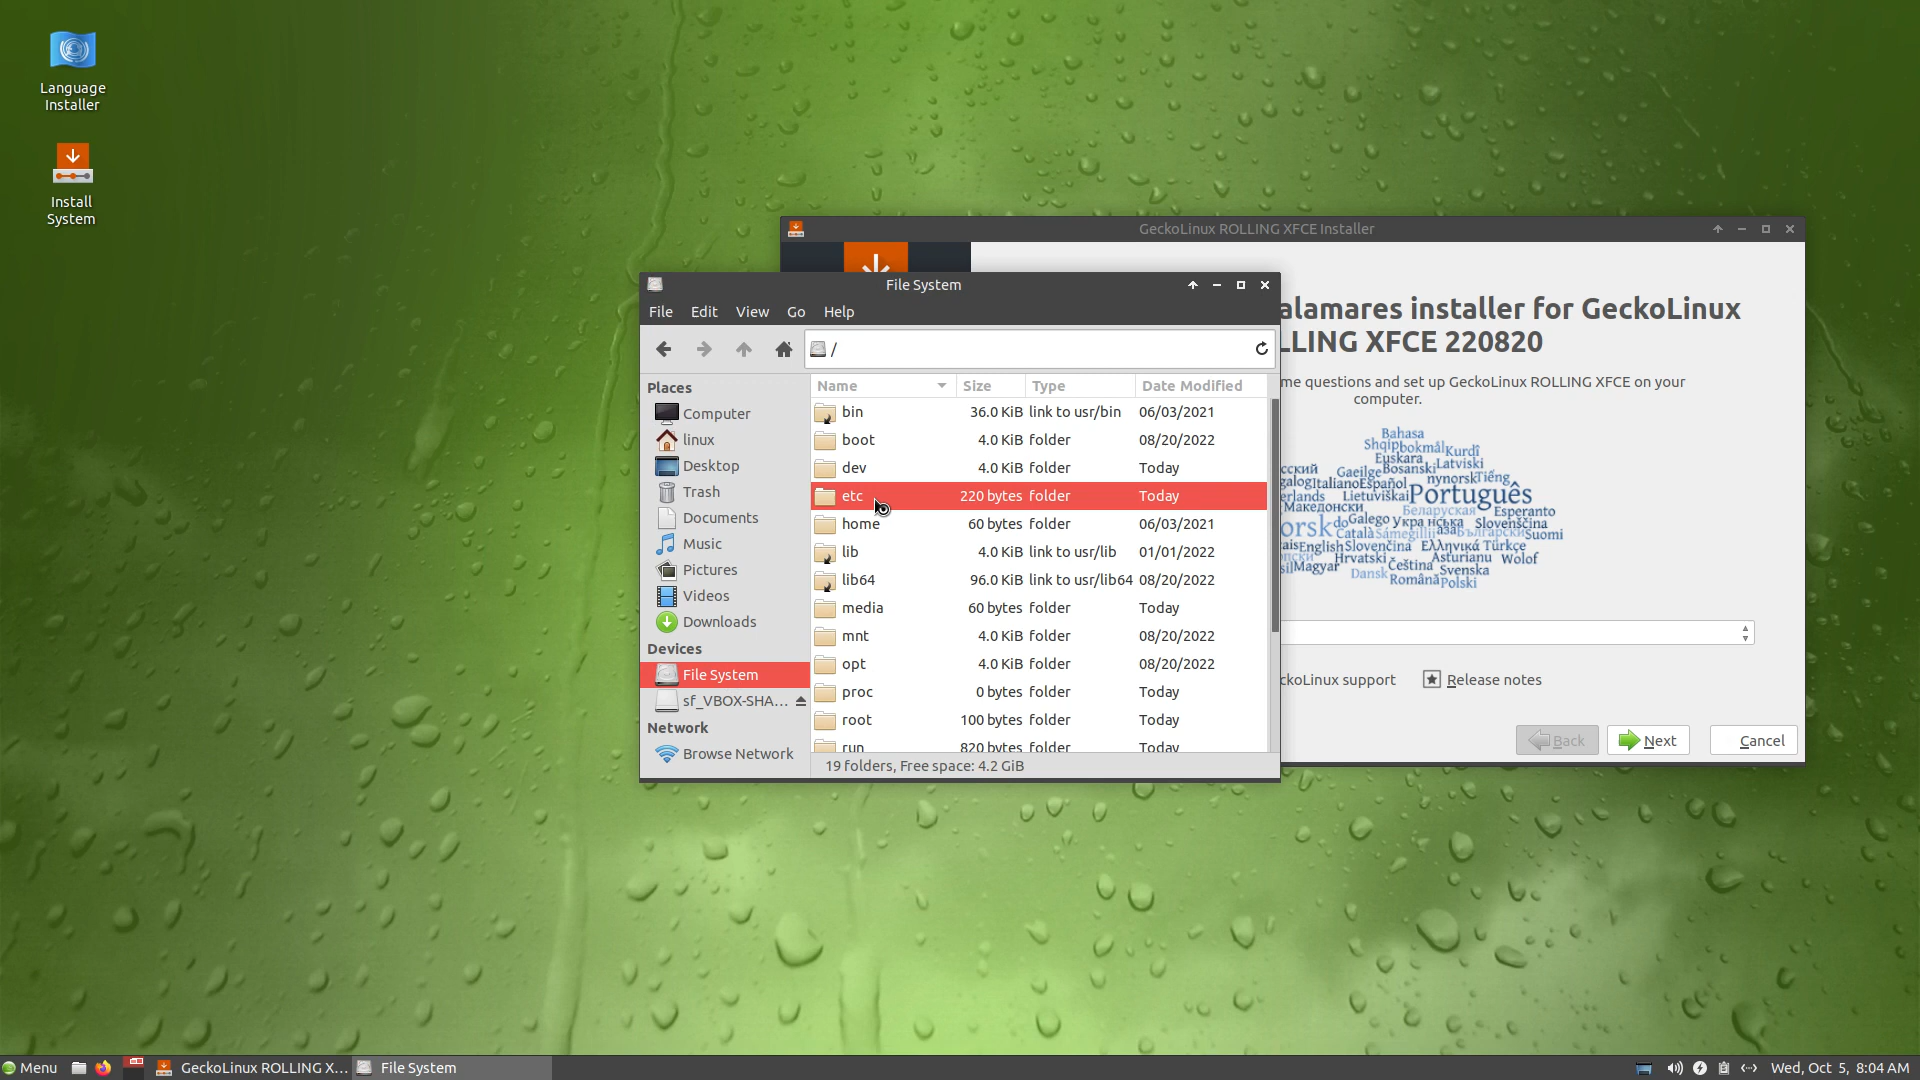 Language
Installer
Install
System
GeckoLinux ROLLING XFCE Installer
alamares installer for GeckoLinux
LLING XFCE 220820
me questions and set up GeckoLinux ROLLING XFCE on your
computer.
Bahasa
Shqip bokmål Kurdî
Euskara
Gaeilge Bosanski Latviski
nynorsk Tiếng
Italiano Español
Lietuviškai Português
Македонски Беларуская Esperanto
Galego Українська Slovenščina
Català Sámegillii Български Suomi
English Slovenčina Ελληνικά Türkçe
Hrvatski Čeština Asturianu Wolof
Magyar Svenska
Dansk Română Polski
ckoLinux support
Release notes
Back
Next
Cancel
File System
File Edit View Go Help
/
Places
Computer
linux
Desktop
Trash
Documents
Music
Pictures
Videos
Downloads
Devices
File System
sf_VBOX-SHA...
Network
Browse Network
Name Size Type Date Modified
bin 36.0 KiB link to usr/bin 06/03/2021
boot 4.0 KiB folder 08/20/2022
dev 4.0 KiB folder Today
etc 220 bytes folder Today
home 60 bytes folder 06/03/2021
lib 4.0 KiB link to usr/lib 01/01/2022
lib64 96.0 KiB link to usr/lib64 08/20/2022
media 60 bytes folder Today
mnt 4.0 KiB folder 08/20/2022
opt 4.0 KiB folder 08/20/2022
proc 0 bytes folder Today
root 100 bytes folder Today
run 820 bytes folder Today
19 folders, Free space: 4.2 GiB
Menu
GeckoLinux ROLLING X...
File System
Wed, Oct 5, 8:04 AM